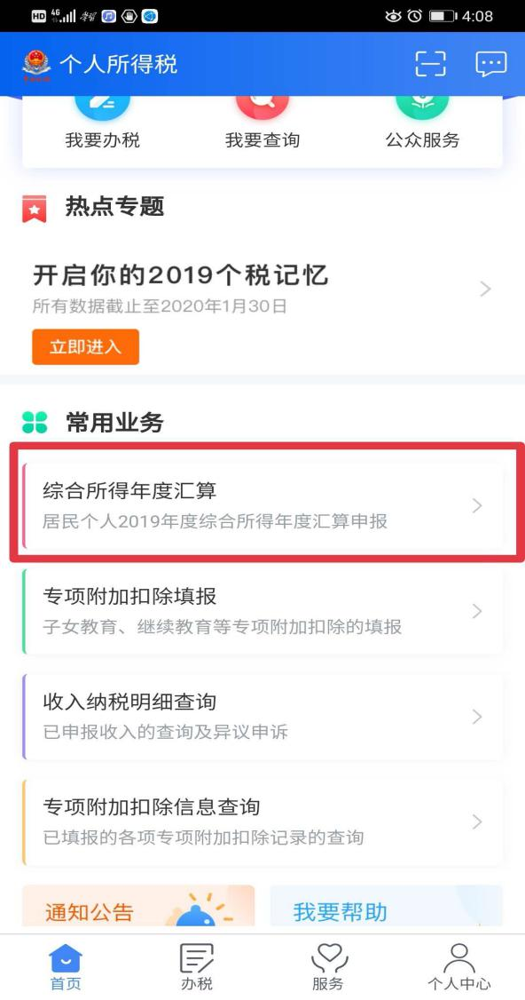 HD 4G 4:08
个人所得税
我要办税 我要查询 公众服务
热点专题
开启你的2019个税记忆
所有数据截止至2020年1月30日
立即进入
常用业务
综合所得年度汇算
居民个人2019年度综合所得年度汇算申报
专项附加扣除填报
子女教育、继续教育等专项附加扣除的填报
收入纳税明细查询
已申报收入的查询及异议申诉
专项附加扣除信息查询
已填报的各项专项附加扣除记录的查询
通知公告 我要帮助
首页 办税 服务 个人中心